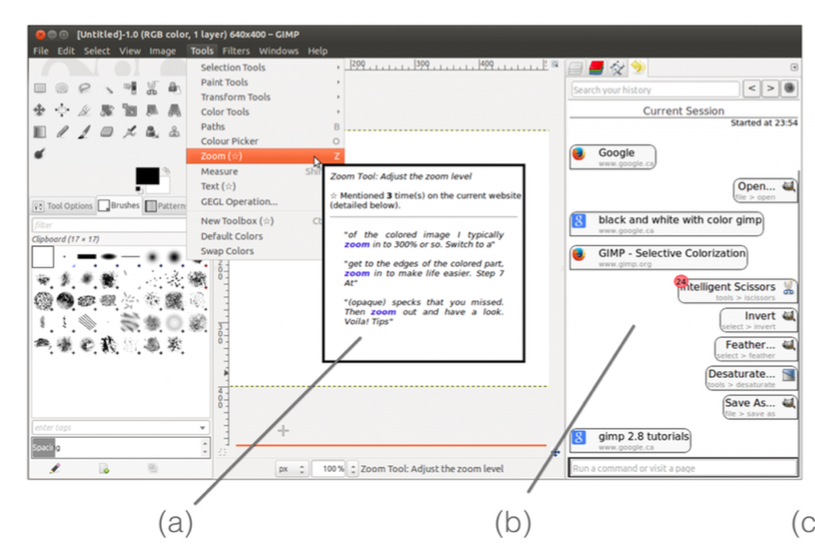 [Untitled]-1.0 (RGB color, 1 layer) 640x400 – GIMP
File Edit Select View Image Tools Filters Windows Help
Selection Tools
Paint Tools
Transform Tools
Color Tools
Paths B
Colour Picker O
Zoom (☆) Z
Measure
Text (☆)
GEGL Operation...
New Toolbox (☆)
Default Colors
Swap Colors
Tool Options Brushes Patterns
filter
Clipboard (17 × 17)
enter tags
200 300 400
Zoom Tool: Adjust the zoom level
☆ Mentioned 3 time(s) on the current website
(detailed below).
"of the colored image I typically
zoom in to 300% or so. Switch to a"
"get to the edges of the colored part,
zoom in to make life easier. Step 7
At"
"(opaque) specks that you missed.
Then zoom out and have a look.
Voila! Tips"
px 100 % Zoom Tool: Adjust the zoom level
Search your history < >
Current Session
Started at 23:54
Google
www.google.ca
Open...
file > open
black and white with color gimp
www.google.ca
GIMP - Selective Colorization
www.gimp.org
24
Intelligent Scissors
tools > iscissors
Invert
select > invert
Feather...
select > feather
Desaturate...
tools > desaturate
Save As...
file > save as
gimp 2.8 tutorials
www.google.ca
Run a command or visit a page
(a) (b) (c